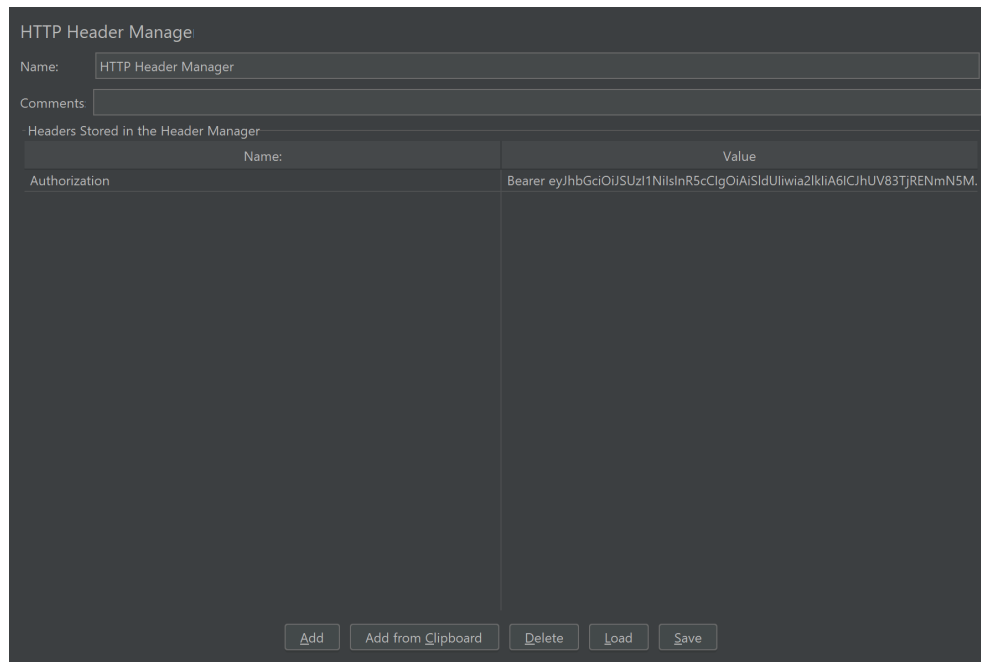 HTTP Header Manage
Name: HTTP Header Manager
Comments:
Headers Stored in the Header Manager
Name: Value
Authorization Bearer eyJhbGciOiJSUzI1NiIsInR5cCIgOiAiSldUIiwia2lkIiA6ICJhUV83TjRENmN5M.
Add Add from Clipboard Delete Load Save